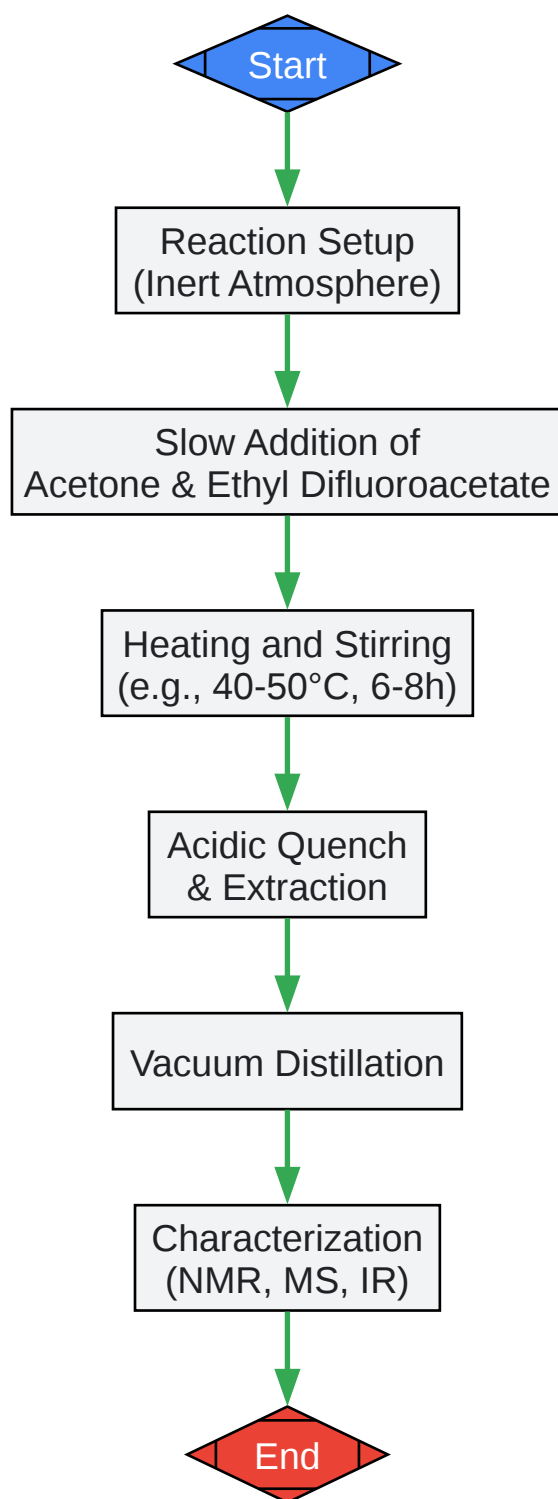 Start
Reaction Setup
(Inert Atmosphere)
Slow Addition of
Acetone & Ethyl Difluoroacetate
Heating and Stirring
(e.g., 40-50°C, 6-8h)
Acidic Quench
& Extraction
Vacuum Distillation
Characterization
(NMR, MS, IR)
End